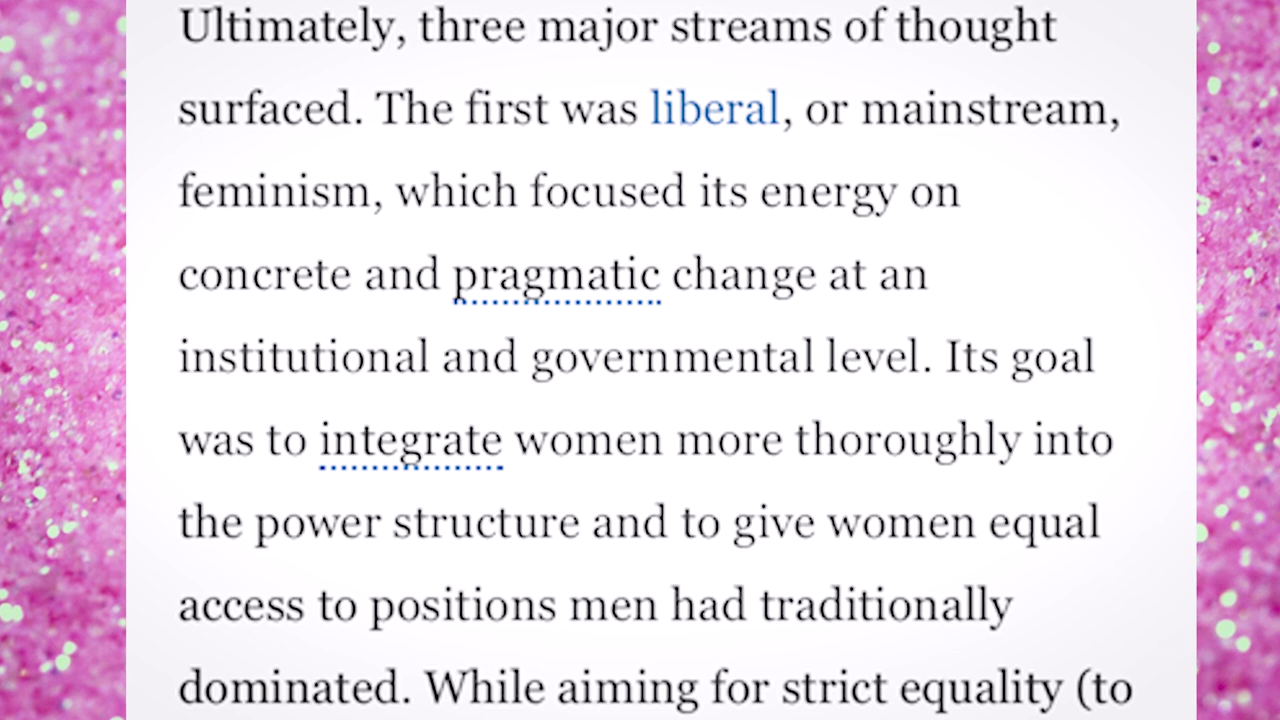 Ultimately, three major streams of thought
surfaced. The first was liberal, or mainstream,
feminism, which focused its energy on
concrete and pragmatic change at an
institutional and governmental level. Its goal
was to integrate women more thoroughly into
the power structure and to give women equal
access to positions men had traditionally
dominated. While aiming for strict equality (to